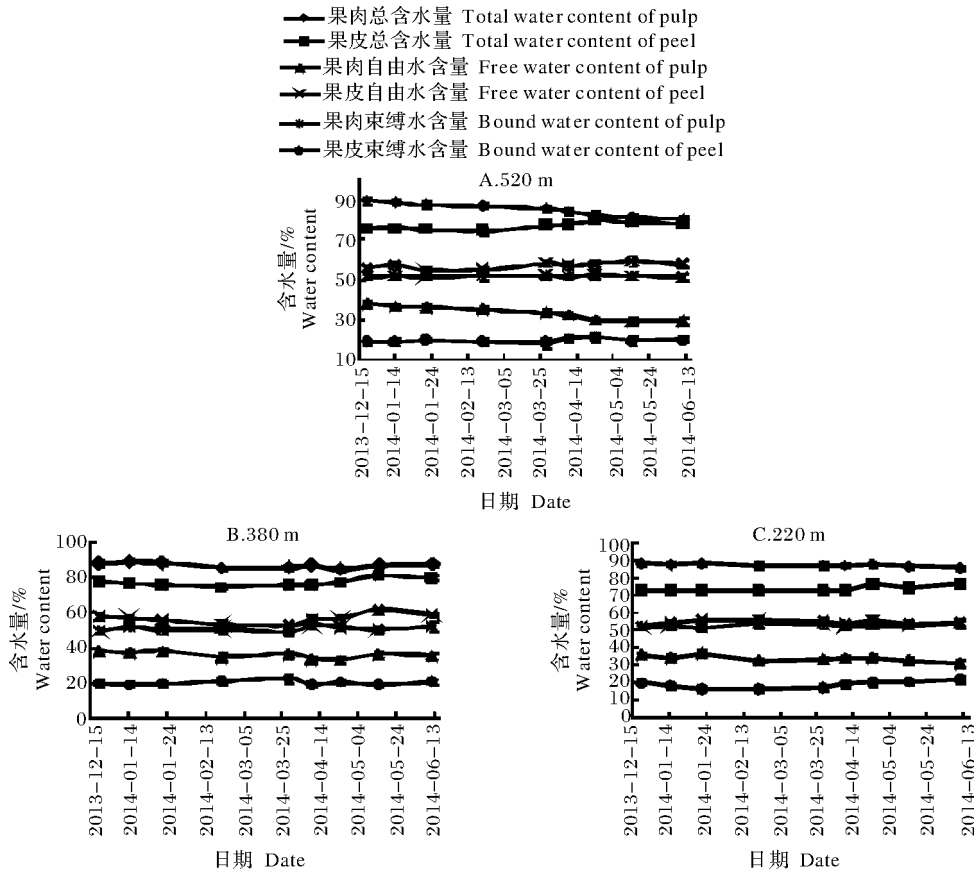 果肉总含水量 Total water content of pulp
果皮总含水量 Total water content of peel
果肉自由水含量 Free water content of pulp
果皮自由水含量 Free water content of peel
果肉束缚水含量 Bound water content of pulp
果皮束缚水含量 Bound water content of peel
A.520 m
含水量/%
Water content
90
70
50
30
10
2013-12-15
2014-01-14
2014-01-24
2014-02-13
2014-03-05
2014-03-25
2014-04-14
2014-05-04
2014-05-24
2014-06-13
日期 Date
B.380 m
含水量/%
Water content
100
80
60
40
20
0
2013-12-15
2014-01-14
2014-01-24
2014-02-13
2014-03-05
2014-03-25
2014-04-14
2014-05-04
2014-05-24
2014-06-13
日期 Date
C.220 m
含水量/%
Water content
100
90
80
70
60
50
40
30
20
10
0
2013-12-15
2014-01-14
2014-01-24
2014-02-13
2014-03-05
2014-03-25
2014-04-14
2014-05-04
2014-05-24
2014-06-13
日期 Date